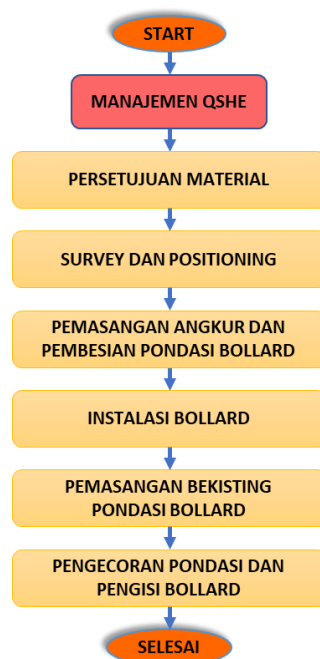 START
MANAJEMEN QSHE
PERSETUJUAN MATERIAL
SURVEY DAN POSITIONING
PEMASANGAN ANGKUR DAN
PEMBESIAN PONDASI BOLLARD
INSTALASI BOLLARD
PEMASANGAN BEKISTING
PONDASI BOLLARD
PENGECORAN PONDASI DAN
PENGISI BOLLARD
SELESAI